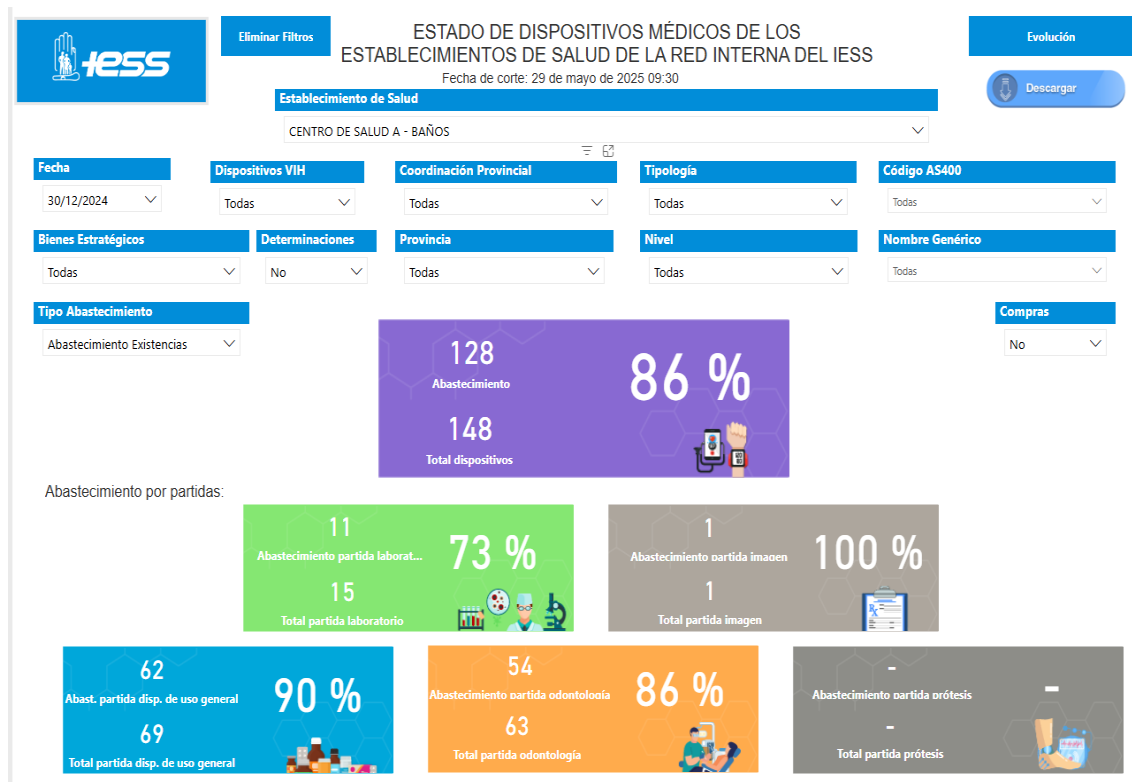 IESS
Eliminar Filtros
ESTADO DE DISPOSITIVOS MÉDICOS DE LOS
ESTABLECIMIENTOS DE SALUD DE LA RED INTERNA DEL IESS
Fecha de corte: 29 de mayo de 2025 09:30
Evolución
Descargar
Establecimiento de Salud
CENTRO DE SALUD A - BAÑOS
Fecha
30/12/2024
Dispositivos VIH
Todas
Coordinación Provincial
Todas
Tipología
Todas
Código AS400
Todas
Bienes Estratégicos
Todas
Determinaciones
No
Provincia
Todas
Nivel
Todas
Nombre Genérico
Todas
Tipo Abastecimiento
Abastecimiento Existencias
Compras
No
128
Abastecimiento
148
Total dispositivos
86 %
Abastecimiento por partidas:
11
Abastecimiento partida laborat...
15
Total partida laboratorio
73 %
1
Abastecimiento partida imagen
1
Total partida imagen
100 %
62
Abast. partida disp. de uso general
69
Total partida disp. de uso general
90 %
54
Abastecimiento partida odontología
63
Total partida odontología
86 %
-
Abastecimiento partida prótesis
-
Total partida prótesis
-